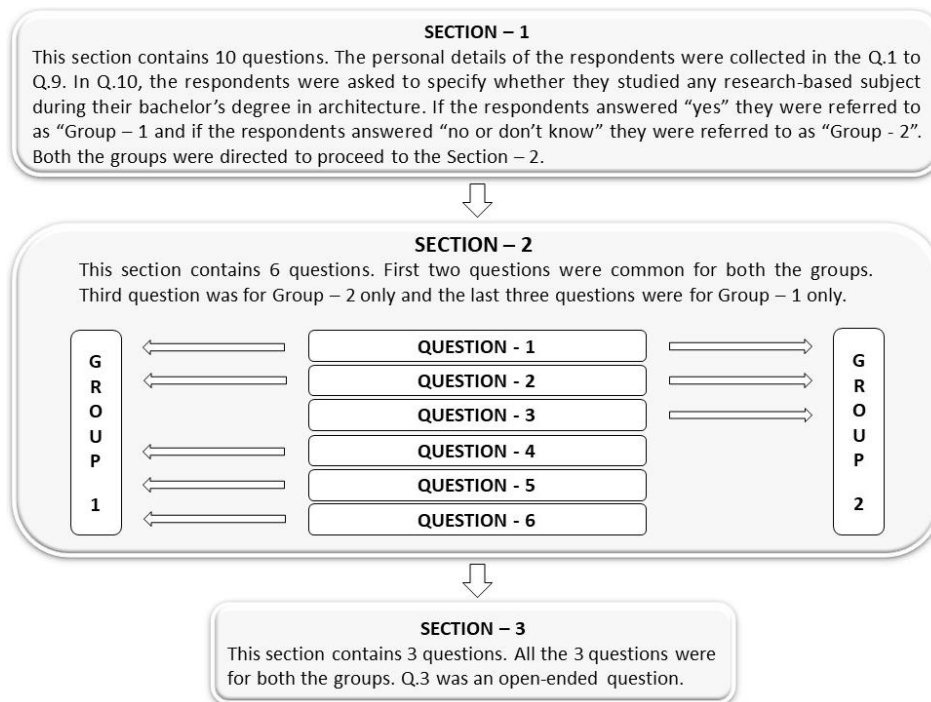 SECTION – 1
This section contains 10 questions. The personal details of the respondents were collected in the Q.1 to
Q.9. In Q.10, the respondents were asked to specify whether they studied any research-based subject
during their bachelor’s degree in architecture. If the respondents answered “yes” they were referred to
as “Group – 1 and if the respondents answered “no or don’t know” they were referred to as “Group - 2”.
Both the groups were directed to proceed to the Section – 2.
SECTION – 2
This section contains 6 questions. First two questions were common for both the groups.
Third question was for Group – 2 only and the last three questions were for Group – 1 only.
GROUP 1
QUESTION - 1
QUESTION - 2
QUESTION - 3
QUESTION - 4
QUESTION - 5
QUESTION - 6
GROUP 2
SECTION – 3
This section contains 3 questions. All the 3 questions were
for both the groups. Q.3 was an open-ended question.